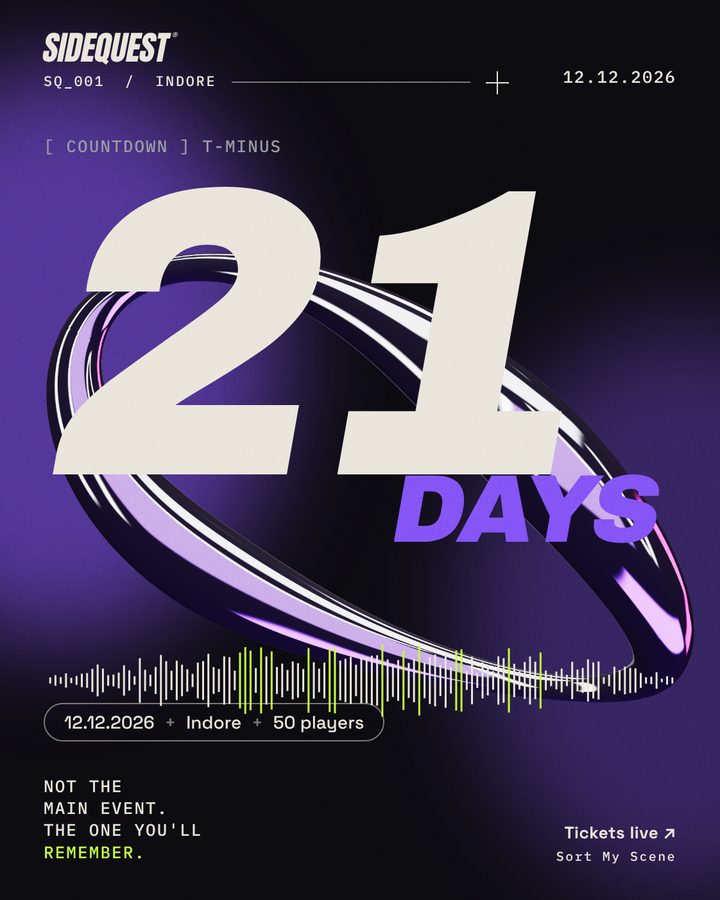 SIDEQUEST®
SQ_001 / INDORE 12.12.2026
[ COUNTDOWN ] T-MINUS
21
DAYS
12.12.2026 + Indore + 50 players
NOT THE
MAIN EVENT.
THE ONE YOU'LL
REMEMBER.
Tickets live ↗
Sort My Scene